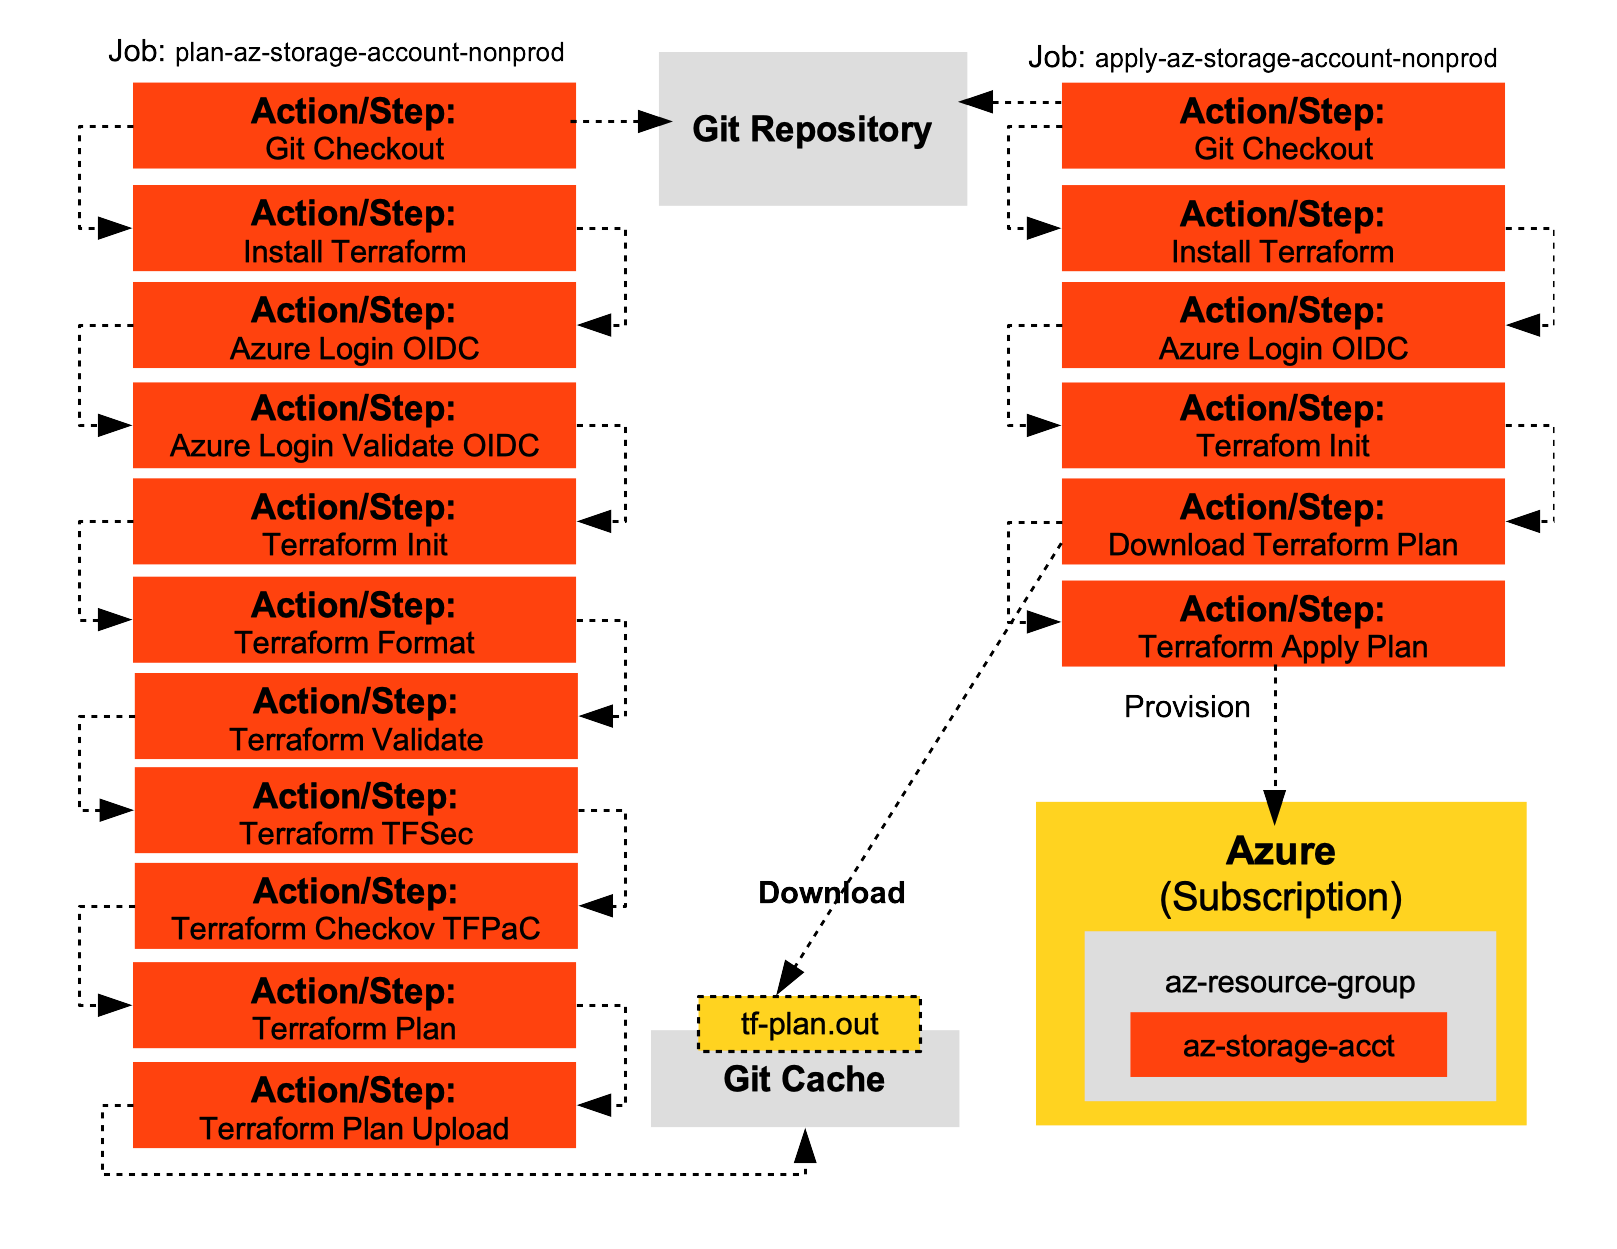 Job: plan-az-storage-account-nonprod
Action/Step:
Git Checkout
Action/Step:
Install Terraform
Action/Step:
Azure Login OIDC
Action/Step:
Azure Login Validate OIDC
Action/Step:
Terraform Init
Action/Step:
Terraform Format
Action/Step:
Terraform Validate
Action/Step:
Terraform TFSec
Action/Step:
Terraform Checkov TFPaC
Action/Step:
Terraform Plan
Action/Step:
Terraform Plan Upload
Git Repository
Download
tf-plan.out
Git Cache
Job: apply-az-storage-account-nonprod
Action/Step:
Git Checkout
Action/Step:
Install Terraform
Action/Step:
Azure Login OIDC
Action/Step:
Terrafom Init
Action/Step:
Download Terraform Plan
Action/Step:
Terraform Apply Plan
Provision
Azure
(Subscription)
az-resource-group
az-storage-acct